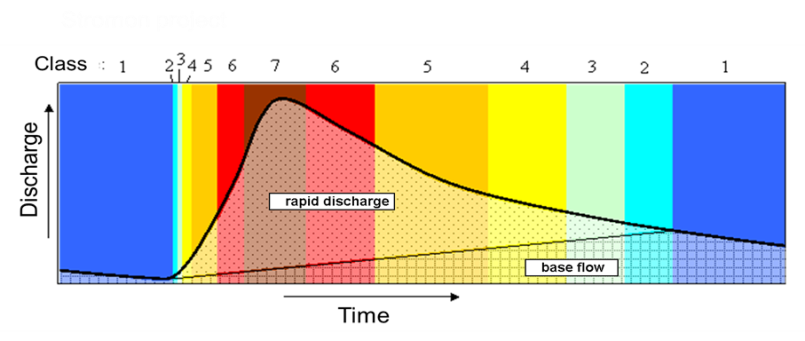 Class : 1 2 3 4 5 6 7 6 5 4 3 2 1
Discharge
rapid discharge
base flow
Time